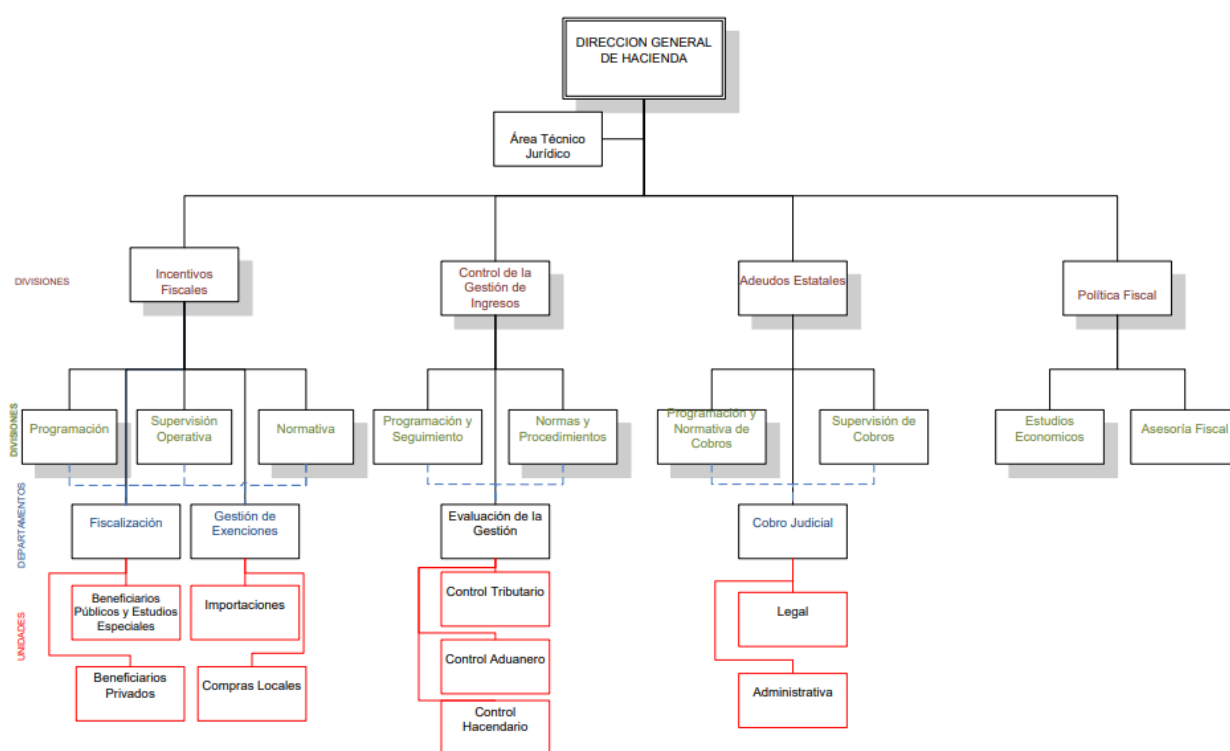 DIRECCION GENERAL
DE HACIENDA
Área Técnico
Jurídico
DIVISIONES
Incentivos
Fiscales
Control de la
Gestión de
Ingresos
Adeudos Estatales
Política Fiscal
DIVISIONES
Programación
Supervisión
Operativa
Normativa
Programación y
Seguimiento
Normas y
Procedimientos
Programación y
Normativa de
Cobros
Supervisión de
Cobros
Estudios
Economicos
Asesoría Fiscal
DEPARTAMENTOS
Fiscalización
Gestión de
Exenciones
Evaluación de la
Gestión
Cobro Judicial
UNIDADES
Beneficiarios
Públicos y Estudios
Especiales
Importaciones
Control Tributario
Legal
Beneficiarios
Privados
Compras Locales
Control Aduanero
Administrativa
Control
Hacendario